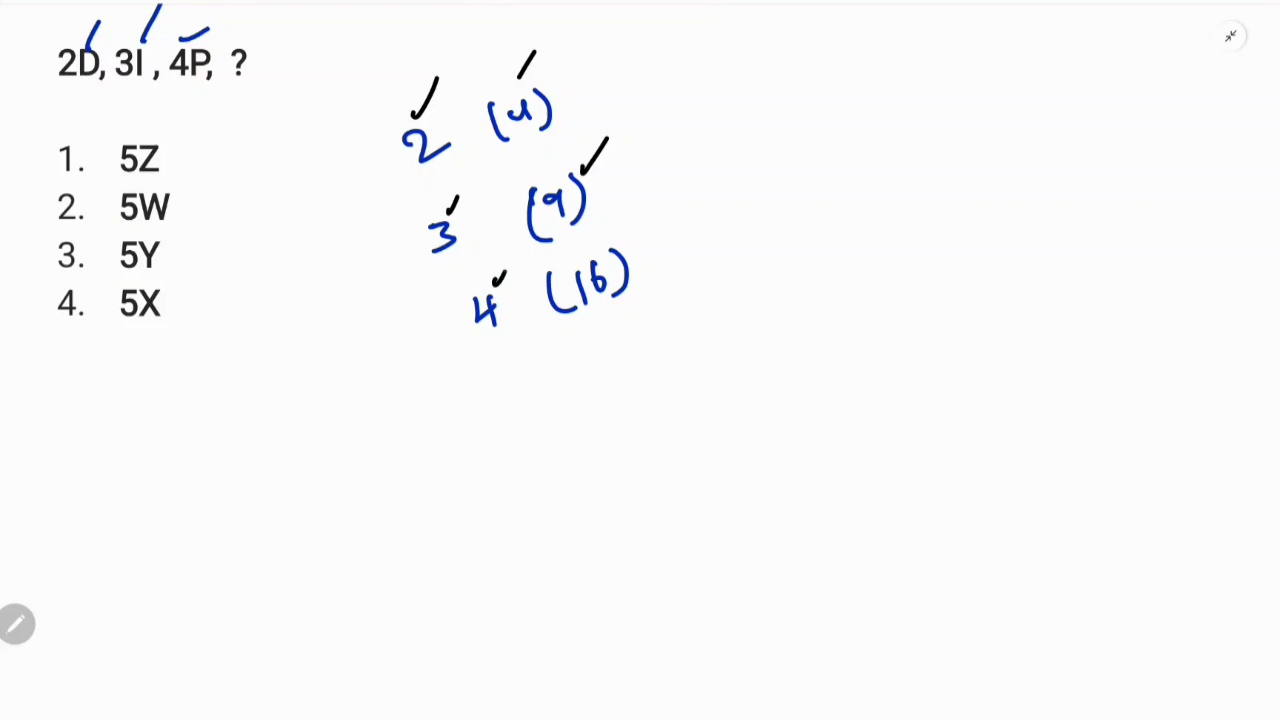 2D, 3I , 4P, ?
1. 5Z
2. 5W
3. 5Y
4. 5X
2 (4)
3 (9)
4 (16)